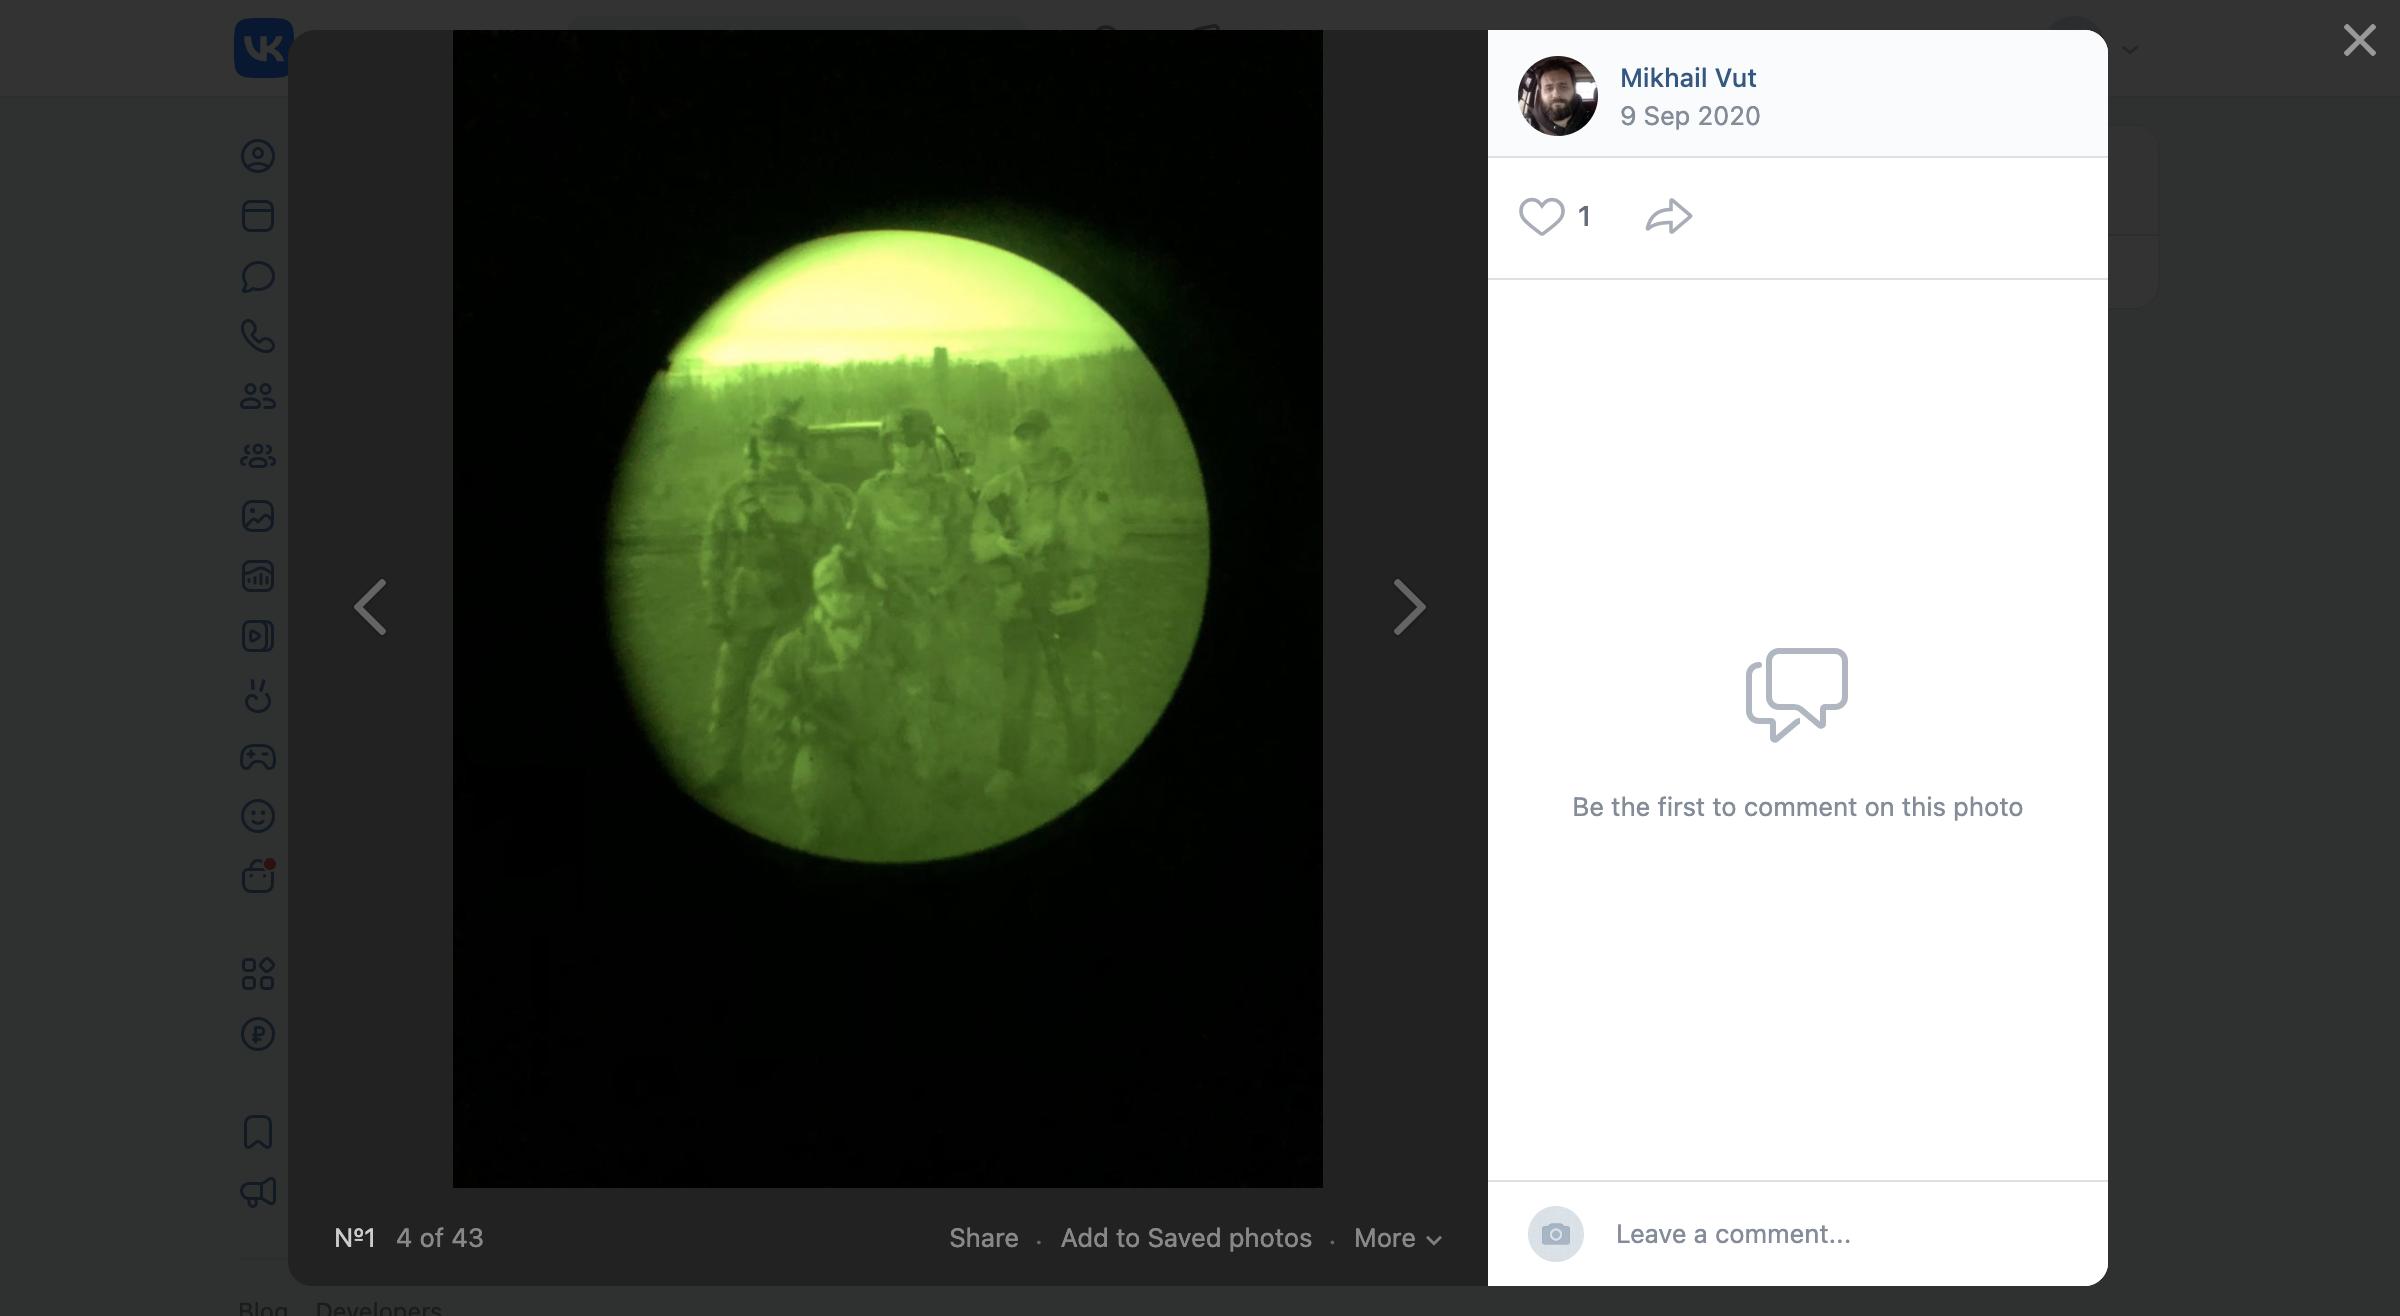 VK
Mikhail Vut
9 Sep 2020
1
Be the first to comment on this photo
Nº1 4 of 43
Share · Add to Saved photos · More
Leave a comment...
Blog Developers